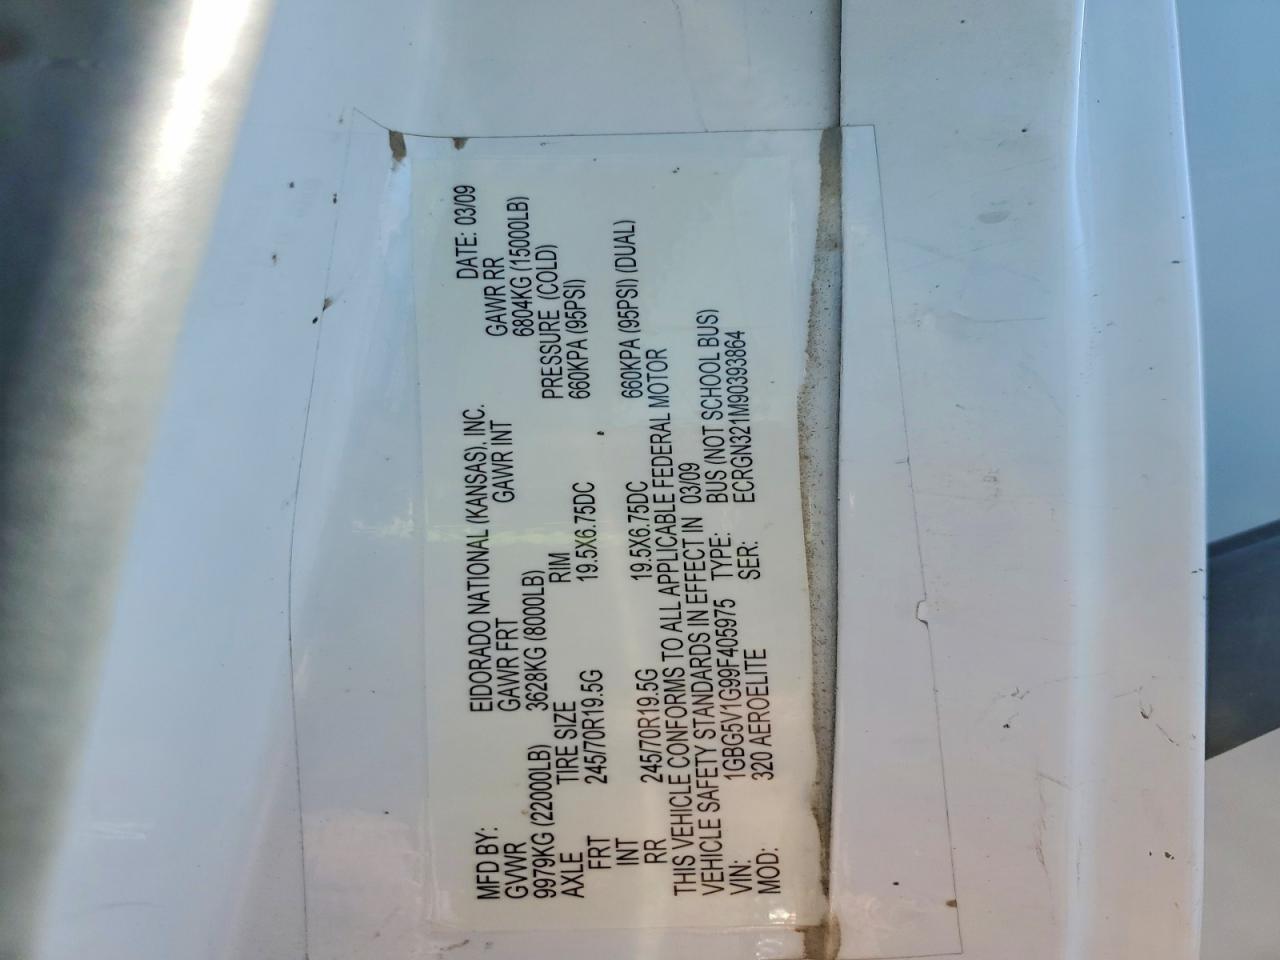 MFD BY: EIDORADO NATIONAL (KANSAS), INC. DATE: 03/09
GVWR GAWR FRT GAWR INT GAWR RR
9979KG (22000LB) 3628KG (8000LB) 6804KG (15000LB)
AXLE TIRE SIZE RIM PRESSURE (COLD)
FRT 245/70R19.5G 19.5X6.75DC 660KPA (95PSI)
INT
RR 245/70R19.5G 19.5X6.75DC 660KPA (95PSI) (DUAL)
THIS VEHICLE CONFORMS TO ALL APPLICABLE FEDERAL MOTOR
VEHICLE SAFETY STANDARDS IN EFFECT IN 03/09
VIN: 1GBG5V1G99F405975 TYPE: BUS (NOT SCHOOL BUS)
MOD: 320 AEROELITE SER: ECRGN321M90393864